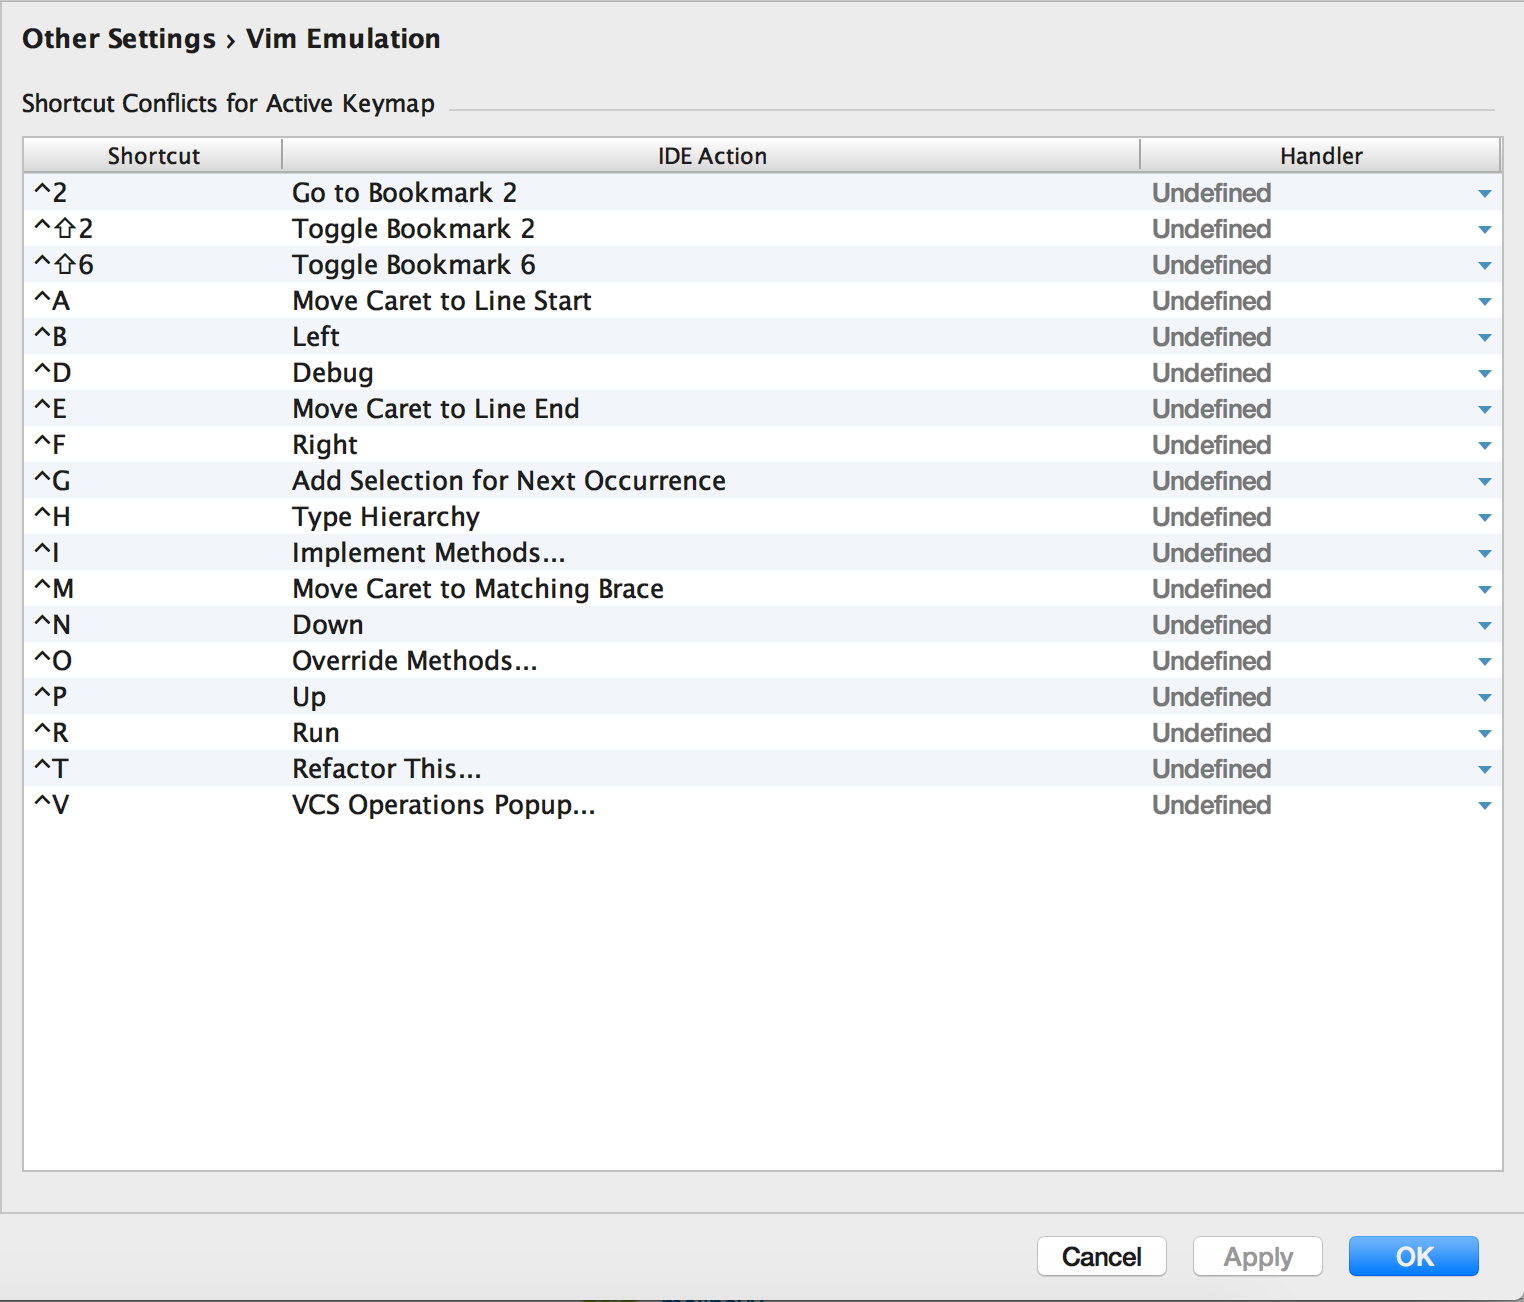 Other Settings › Vim Emulation
Shortcut Conflicts for Active Keymap
Shortcut IDE Action Handler
^2 Go to Bookmark 2 Undefined
^⇧2 Toggle Bookmark 2 Undefined
^⇧6 Toggle Bookmark 6 Undefined
^A Move Caret to Line Start Undefined
^B Left Undefined
^D Debug Undefined
^E Move Caret to Line End Undefined
^F Right Undefined
^G Add Selection for Next Occurrence Undefined
^H Type Hierarchy Undefined
^I Implement Methods... Undefined
^M Move Caret to Matching Brace Undefined
^N Down Undefined
^O Override Methods... Undefined
^P Up Undefined
^R Run Undefined
^T Refactor This... Undefined
^V VCS Operations Popup... Undefined
Cancel Apply OK